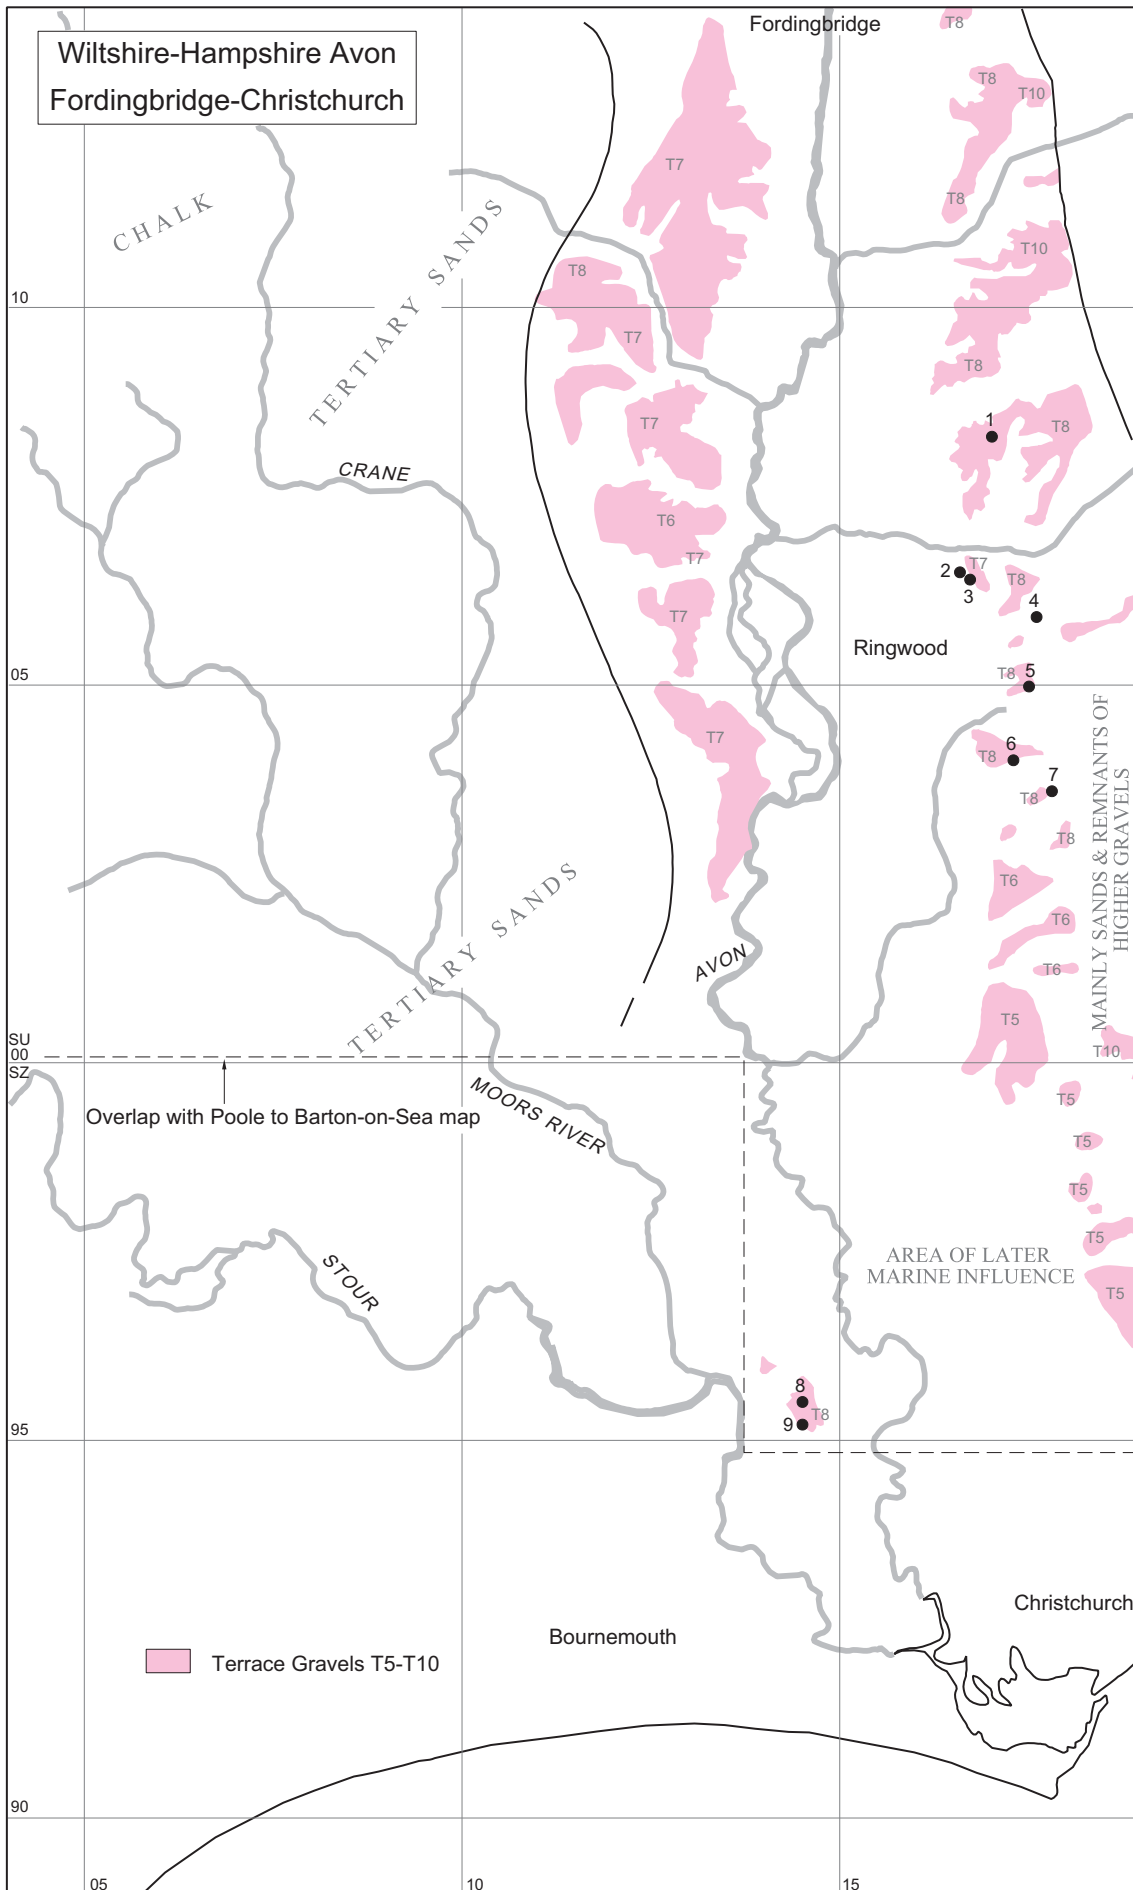 Wiltshire-Hampshire Avon
Fordingbridge-Christchurch
Fordingbridge
T8
T8
T10
T7
T8
CHALK
TERTIARY SANDS
T10
T8
10
T7
T8
T7
1
T8
CRANE
T6
T7
2
T7
3
T8
4
T7
Ringwood
05
T8
5
T7
6
T8
7
T8
T8
MAINLY SANDS & REMNANTS OF
HIGHER GRAVELS
T6
T6
T6
TERTIARY SANDS
AVON
T5
T10
SU
00
SZ
Overlap with Poole to Barton-on-Sea map
MOORS RIVER
T5
T5
T5
T5
STOUR
AREA OF LATER
MARINE INFLUENCE
T5
8
T8
9
95
Christchurch
Bournemouth
Terrace Gravels T5-T10
90
05
10
15